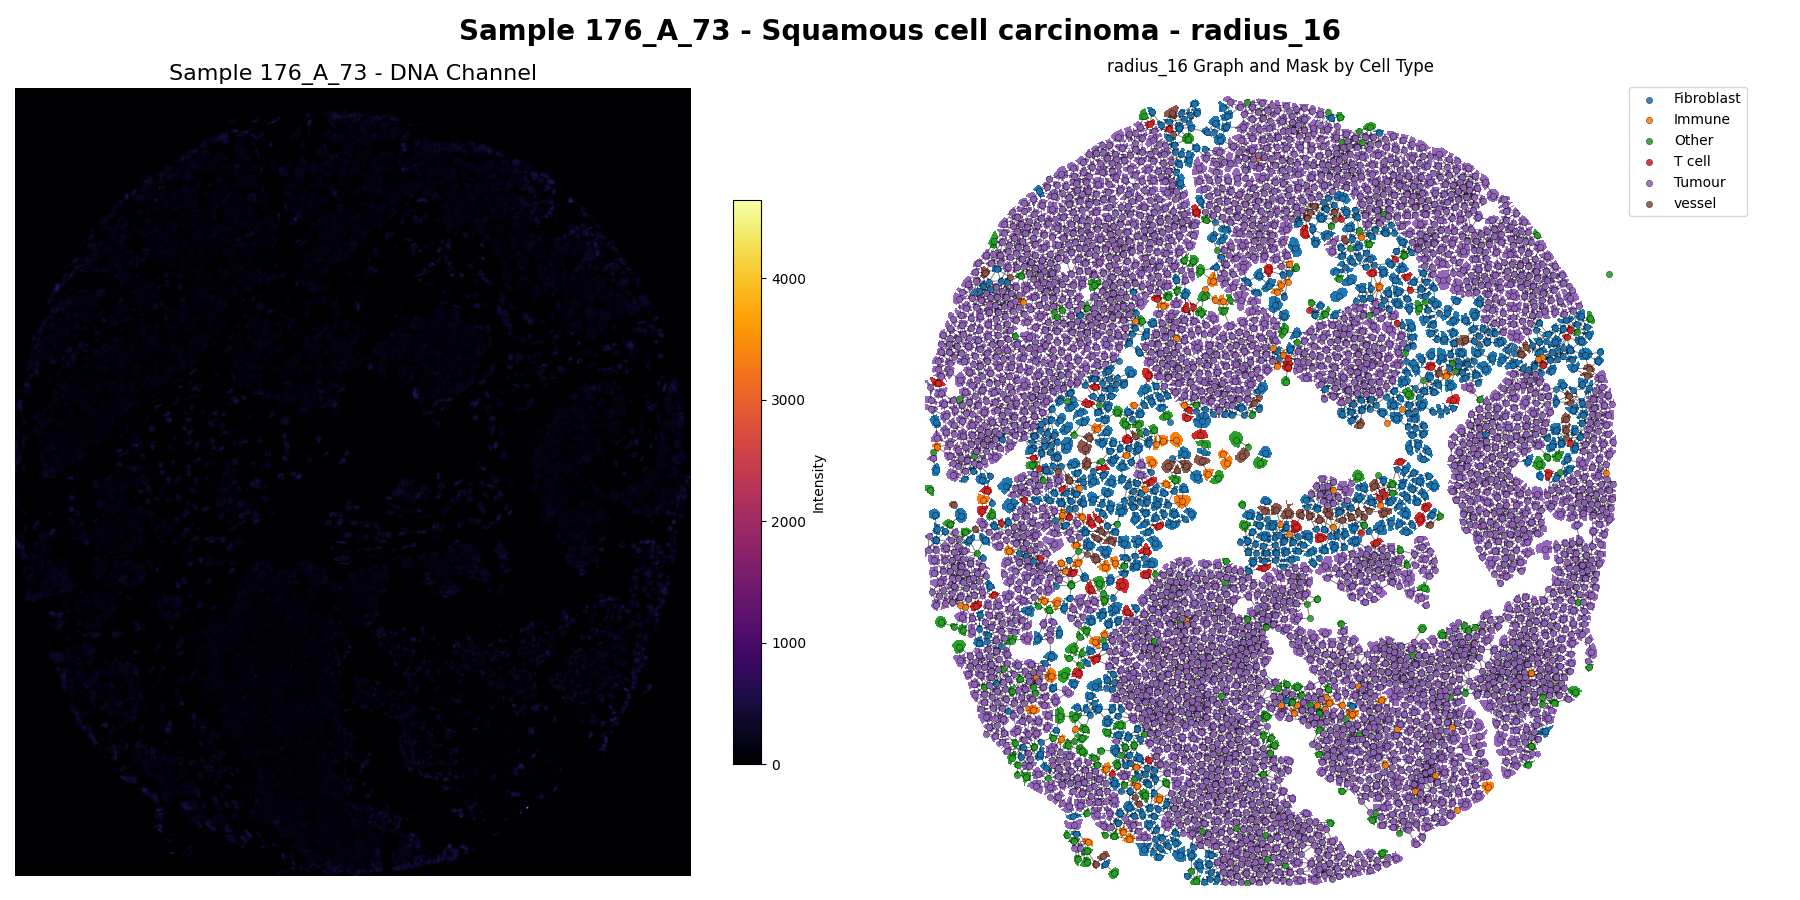 Sample 176_A_73 - Squamous cell carcinoma - radius_16
Sample 176_A_73 - DNA Channel
radius_16 Graph and Mask by Cell Type
Fibroblast
Immune
Other
T cell
Tumour
vessel
4000
3000
2000
1000
0
Intensity